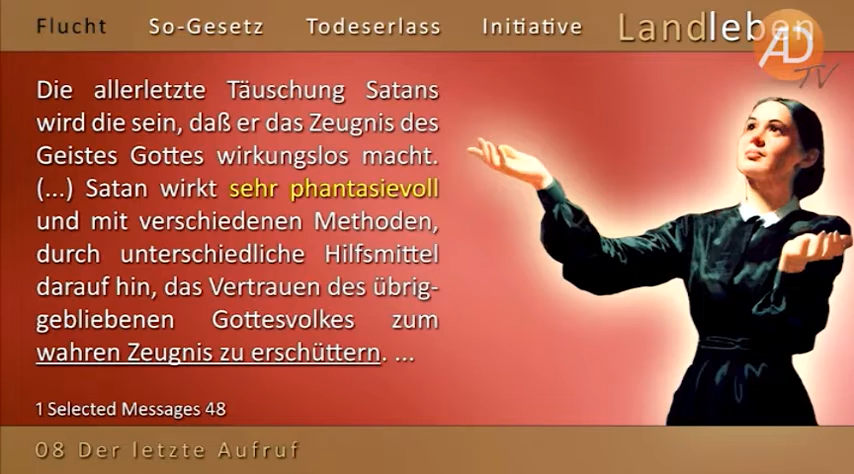 Flucht So-Gesetz Todeserlass Initiative Landleben
AD
TV
Die allerletzte Täuschung Satans
wird die sein, daß er das Zeugnis des
Geistes Gottes wirkungslos macht.
(...) Satan wirkt sehr phantasievoll
und mit verschiedenen Methoden,
durch unterschiedliche Hilfsmittel
darauf hin, das Vertrauen des übrig-
gebliebenen Gottesvolkes zum
wahren Zeugnis zu erschüttern. ...
1 Selected Messages 48
08 Der letzte Aufruf